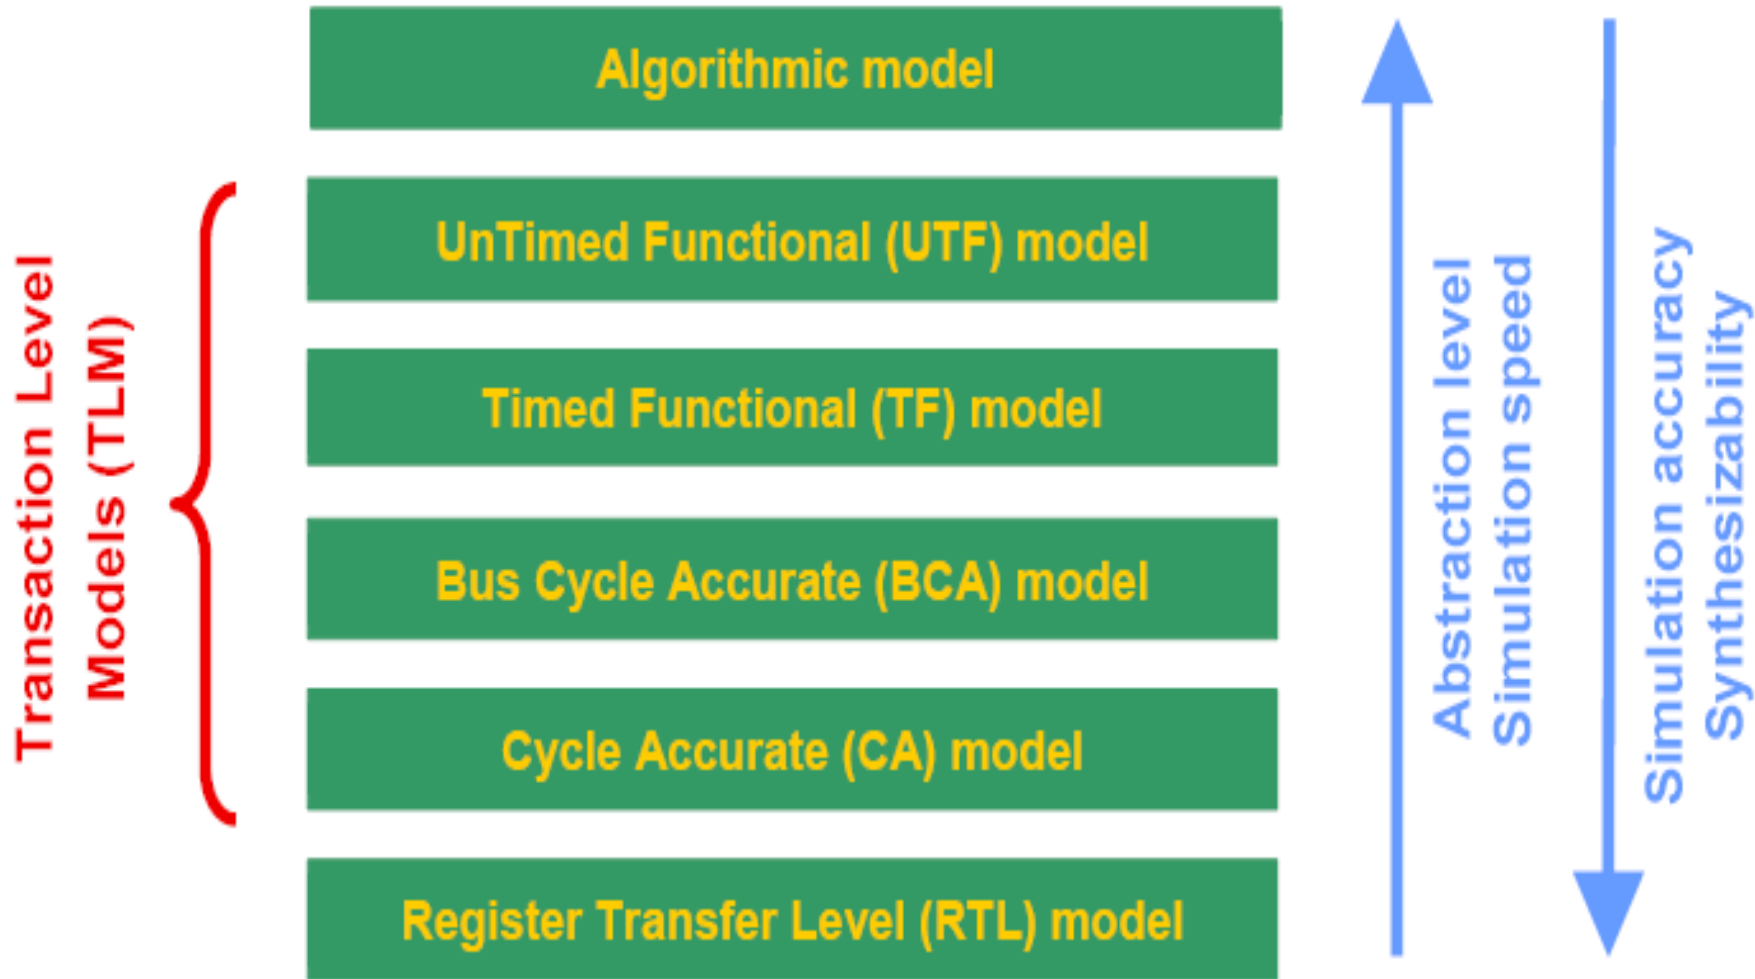 Algorithmic model
UnTimed Functional (UTF) model
Timed Functional (TF) model
Bus Cycle Accurate (BCA) model
Cycle Accurate (CA) model
Register Transfer Level (RTL) model
Transaction Level
Models (TLM)
Abstraction level
Simulation speed
Simulation accuracy
Synthesizability